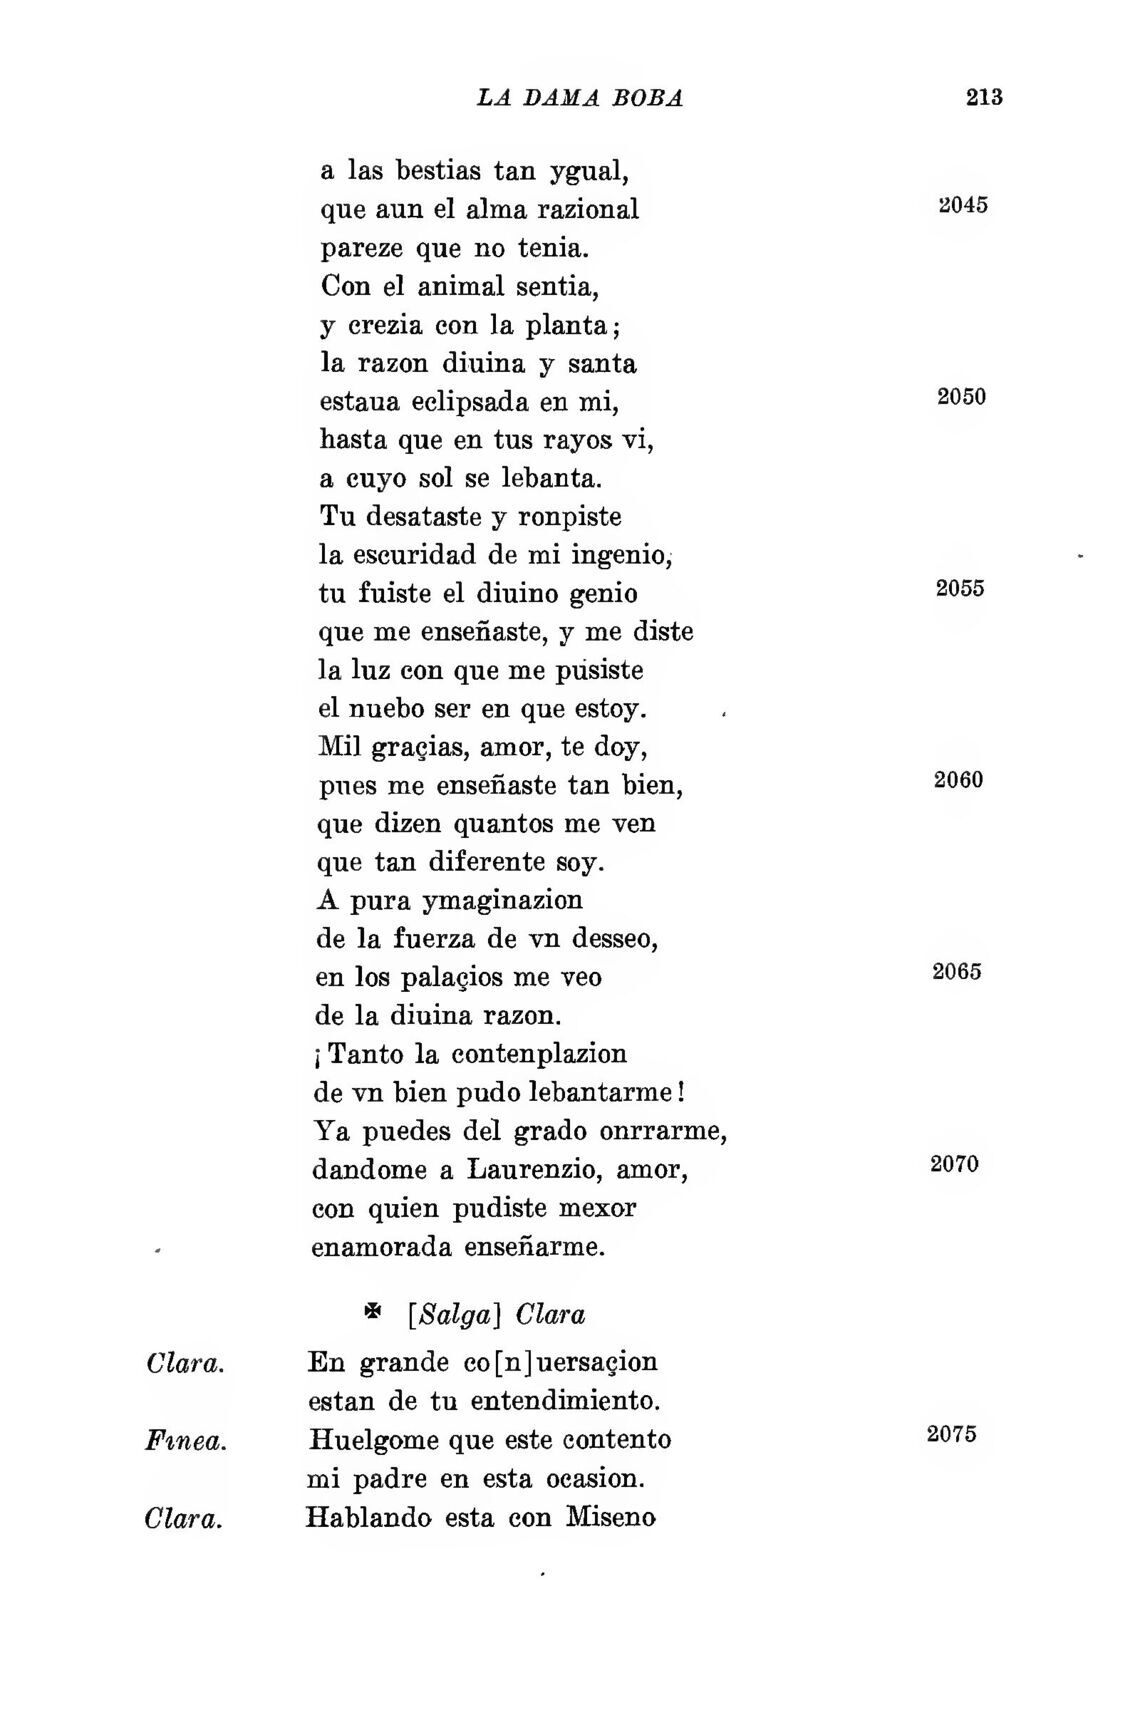 LA DAMA BOBA 213
a las bestias tan ygual,
que aun el alma razional 2045
pareze que no tenia.
Con el animal sentia,
y crezia con la planta;
la razon diuina y santa
estaua eclipsada en mi, 2050
hasta que en tus rayos vi,
a cuyo sol se lebanta.
Tu desataste y ronpiste
la escuridad de mi ingenio,
tu fuiste el diuino genio 2055
que me enseñaste, y me diste
la luz con que me pusiste
el nuebo ser en que estoy.
Mil graçias, amor, te doy,
pues me enseñaste tan bien, 2060
que dizen quantos me ven
que tan diferente soy.
A pura ymaginazion
de la fuerza de vn desseo,
en los palaçios me veo 2065
de la diuina razon.
¡Tanto la contenplazion
de vn bien pudo lebantarme!
Ya puedes del grado onrrarme,
dandome a Laurenzio, amor, 2070
con quien pudiste mexor
enamorada enseñarme.
✠ [Salga] Clara
Clara. En grande co[n]uersaçion
estan de tu entendimiento.
Finea. Huelgome que este contento 2075
mi padre en esta ocasion.
Clara. Hablando esta con Miseno